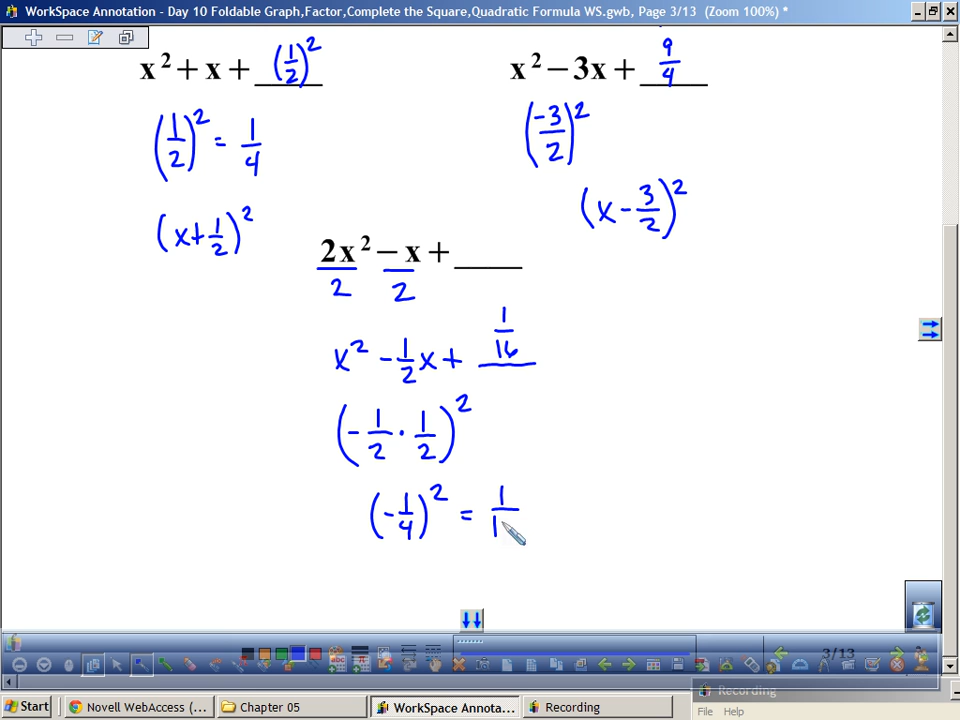 WorkSpace Annotation - Day 10 Foldable Graph,Factor,Complete the Square,Quadratic Formula WS.gwb, Page 3/13 (Zoom 100%) *
x² + x + (1/2)²
(1/2)² = 1/4
(x + 1/2)²
x² − 3x + 9/4
(-3/2)²
(x - 3/2)²
2x² − x + ____
2 2
x² - 1/2 x + 1/16
(- 1/2 · 1/2)²
(- 1/4)² = 1/1
3/13
Recording
File View Help
Start
Novell WebAccess (...
Chapter 05
WorkSpace Annota...
Recording